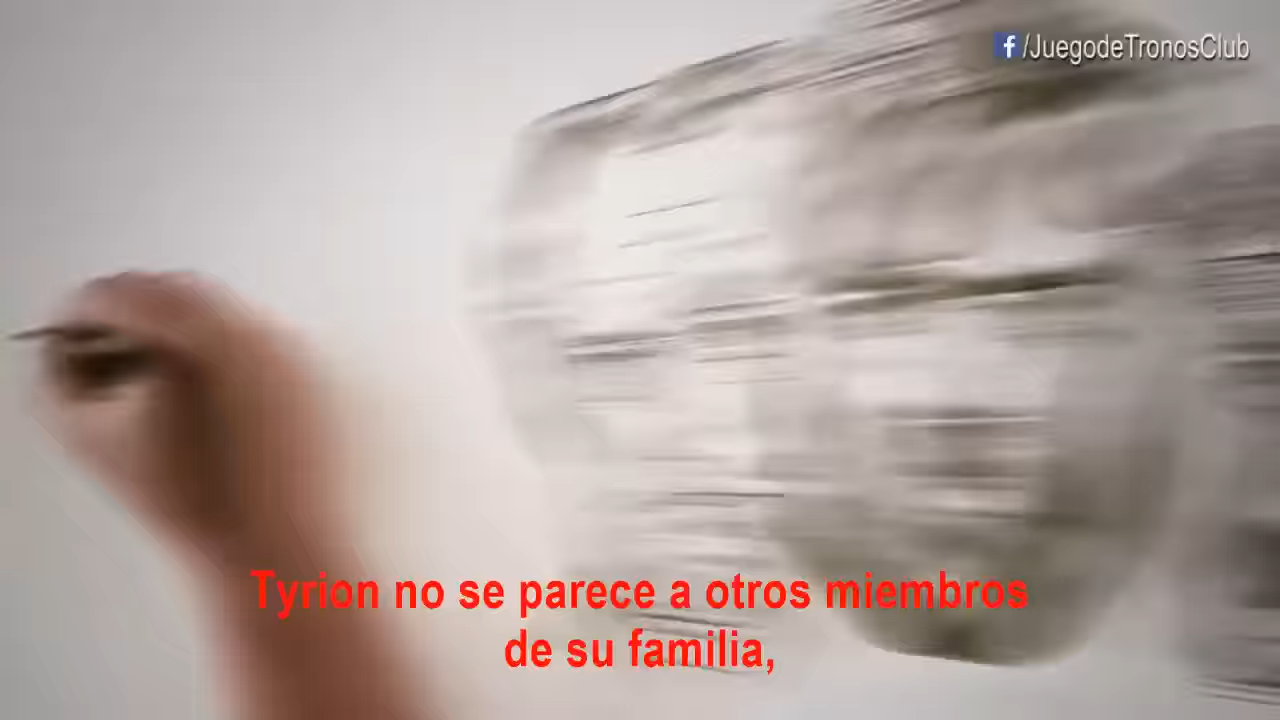 f /JuegodeTronosClub
Tyrion no se parece a otros miembros
de su familia,